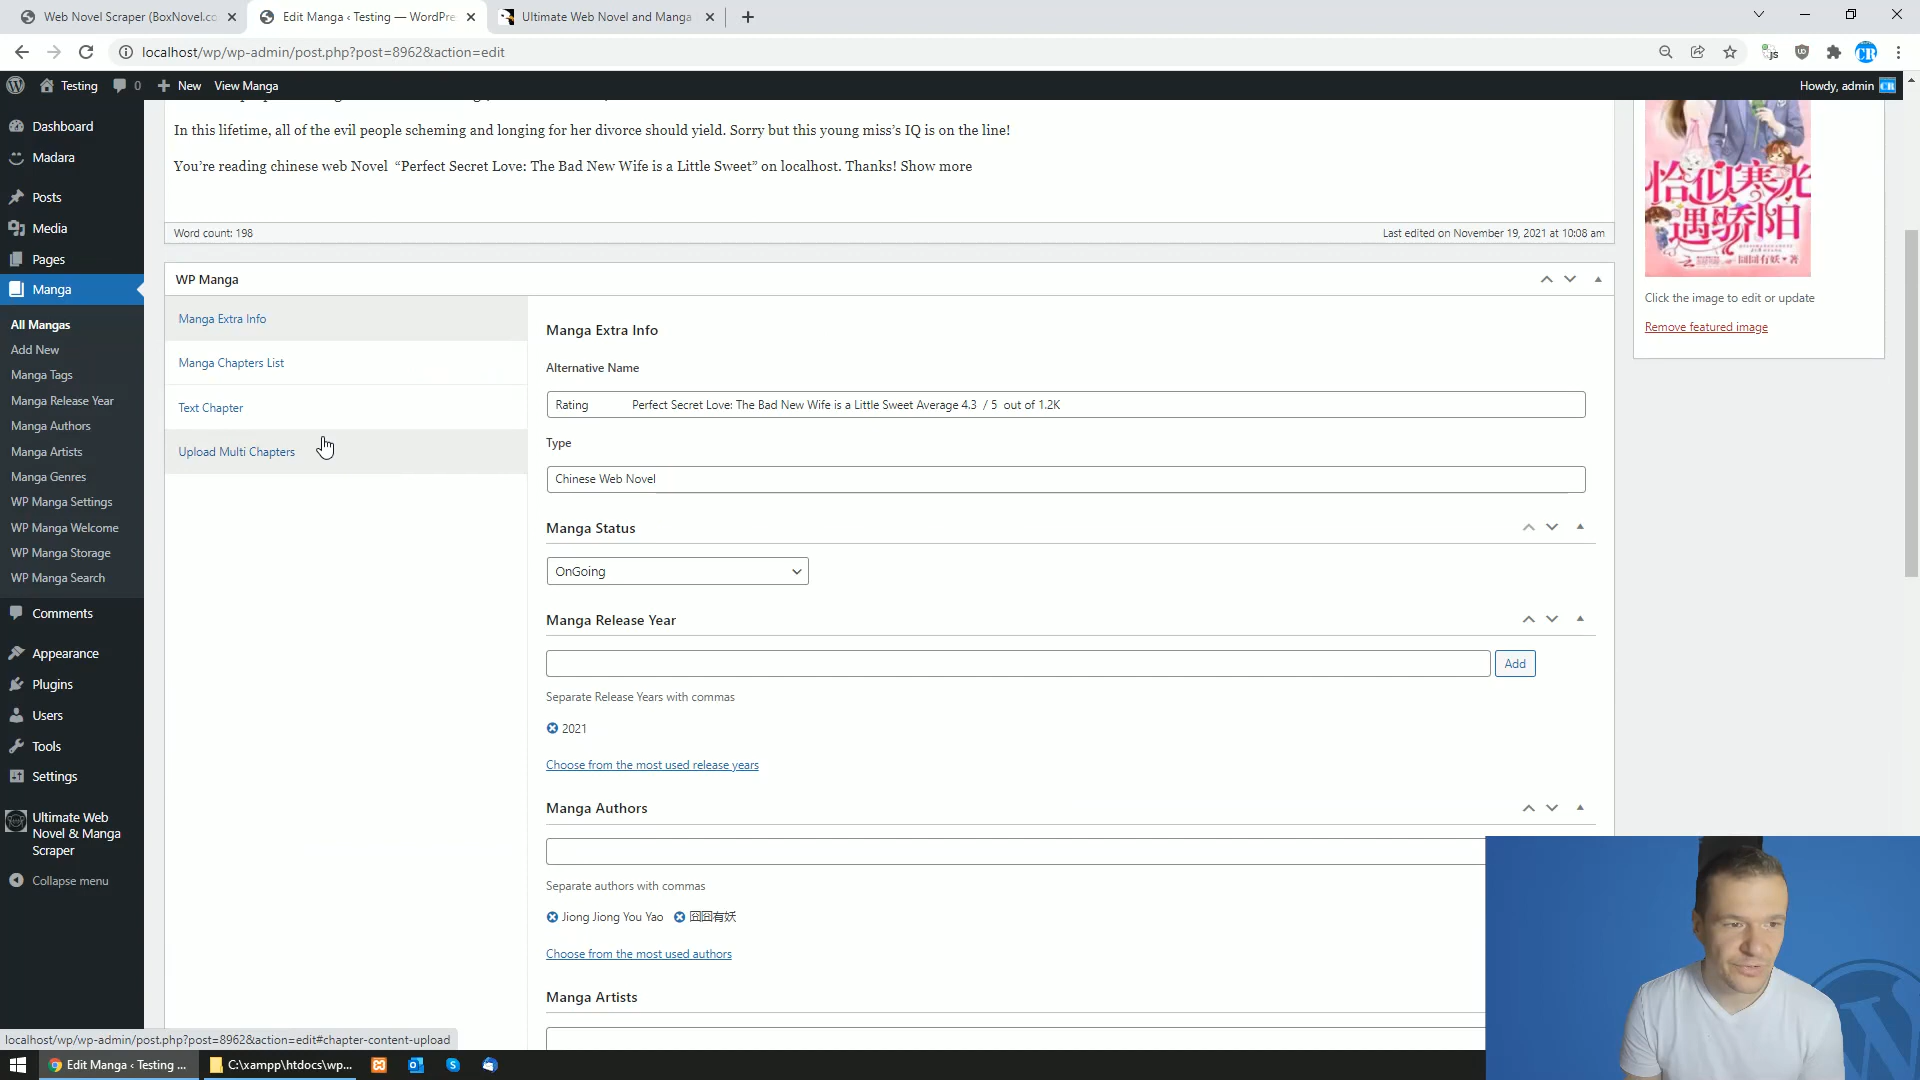 Web Novel Scraper (BoxNovel.co
Edit Manga ‹ Testing — WordPre
Ultimate Web Novel and Manga
localhost/wp/wp-admin/post.php?post=8962&action=edit
Testing
0
New
View Manga
Howdy, admin
Dashboard
Madara
Posts
Media
Pages
Manga
All Mangas
Add New
Manga Tags
Manga Release Year
Manga Authors
Manga Artists
Manga Genres
WP Manga Settings
WP Manga Welcome
WP Manga Storage
WP Manga Search
Comments
Appearance
Plugins
Users
Tools
Settings
Ultimate Web
Novel & Manga
Scraper
Collapse menu
In this lifetime, all of the evil people scheming and longing for her divorce should yield. Sorry but this young miss’s IQ is on the line!
You’re reading chinese web Novel “Perfect Secret Love: The Bad New Wife is a Little Sweet” on localhost. Thanks! Show more
Word count: 198
Last edited on November 19, 2021 at 10:08 am
WP Manga
Manga Extra Info
Manga Chapters List
Text Chapter
Upload Multi Chapters
Manga Extra Info
Alternative Name
Rating Perfect Secret Love: The Bad New Wife is a Little Sweet Average 4.3 / 5 out of 1.2K
Type
Chinese Web Novel
Manga Status
OnGoing
Manga Release Year
Add
Separate Release Years with commas
2021
Choose from the most used release years
Manga Authors
Separate authors with commas
Jiong Jiong You Yao 囧囧有妖
Choose from the most used authors
Manga Artists
恰似寒光
遇骄阳
囧囧有妖·著
Click the image to edit or update
Remove featured image
localhost/wp/wp-admin/post.php?post=8962&action=edit#chapter-content-upload
Edit Manga ‹ Testing ...
C:\xampp\htdocs\wp...